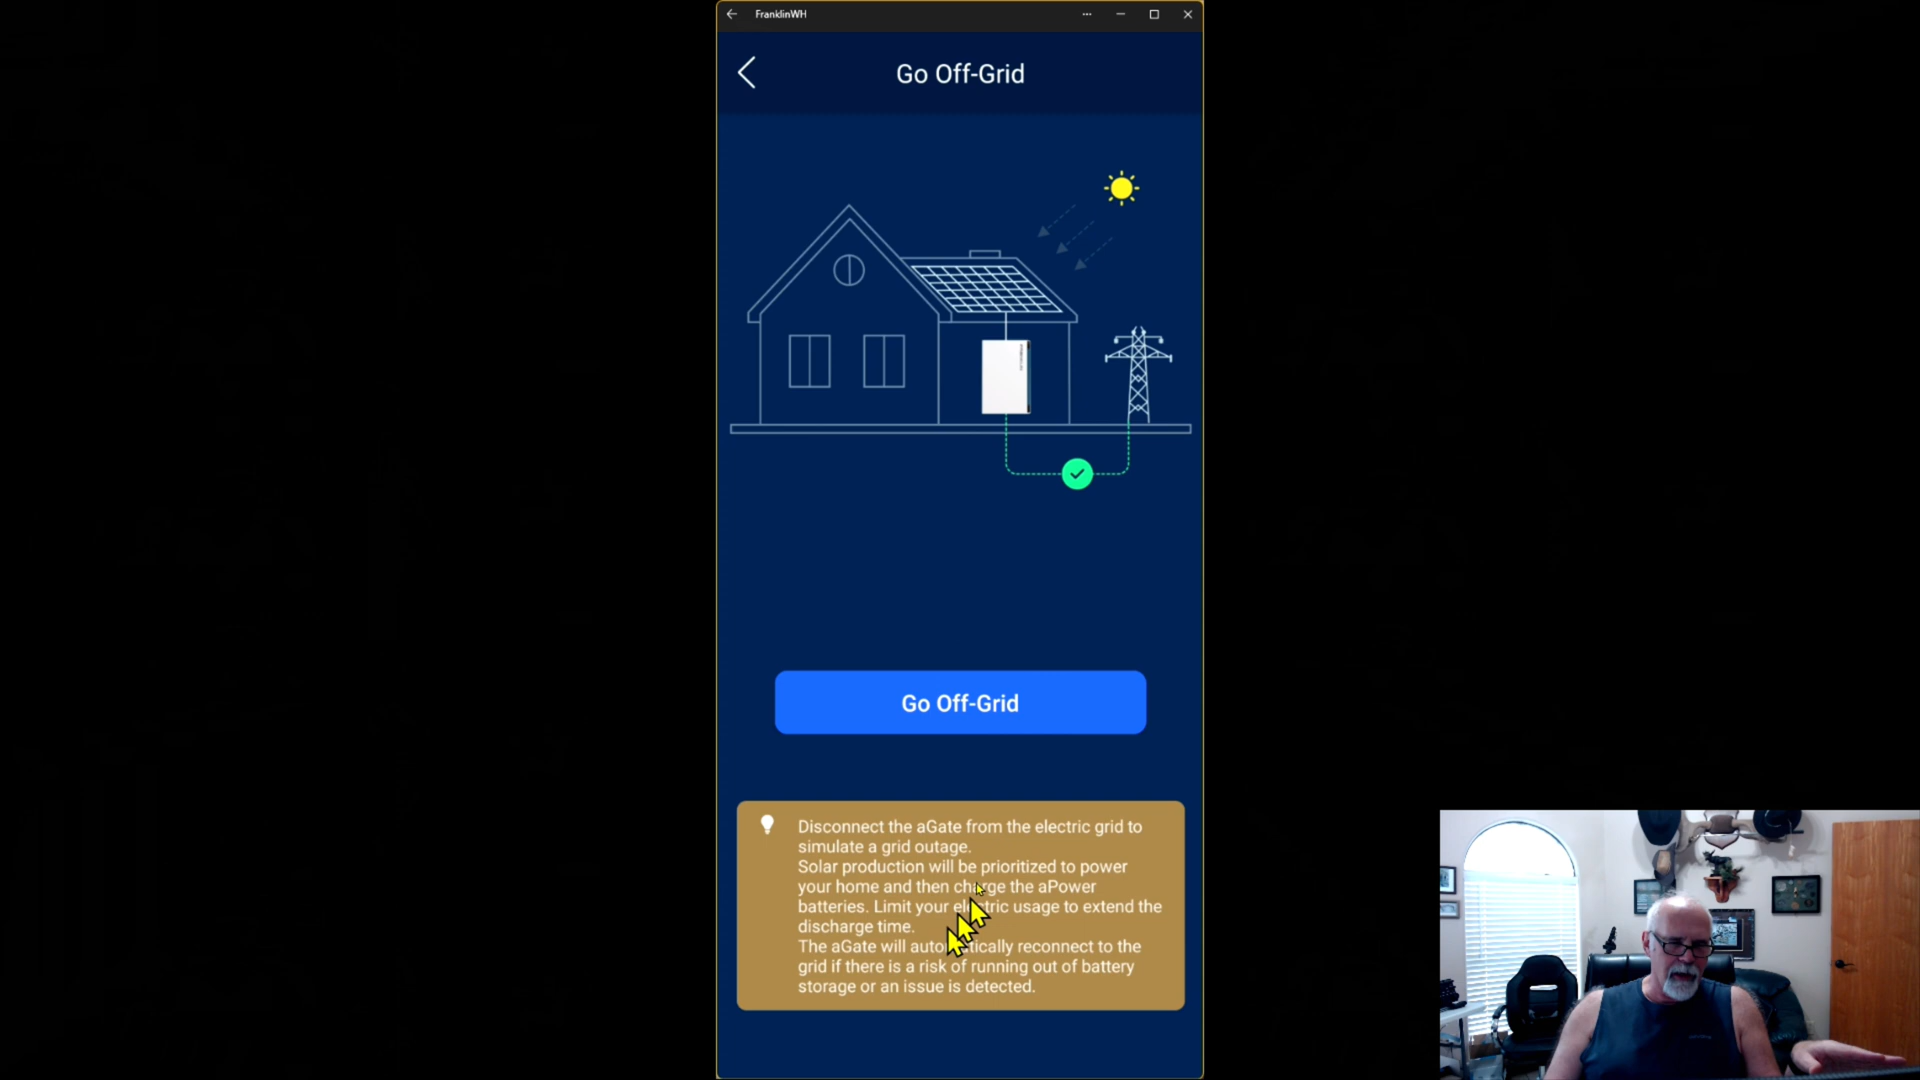 FranklinWH
Go Off-Grid
Go Off-Grid
Disconnect the aGate from the electric grid to
simulate a grid outage.
Solar production will be prioritized to power
your home and then charge the aPower
batteries. Limit your electric usage to extend the
discharge time.
The aGate will automatically reconnect to the
grid if there is a risk of running out of battery
storage or an issue is detected.